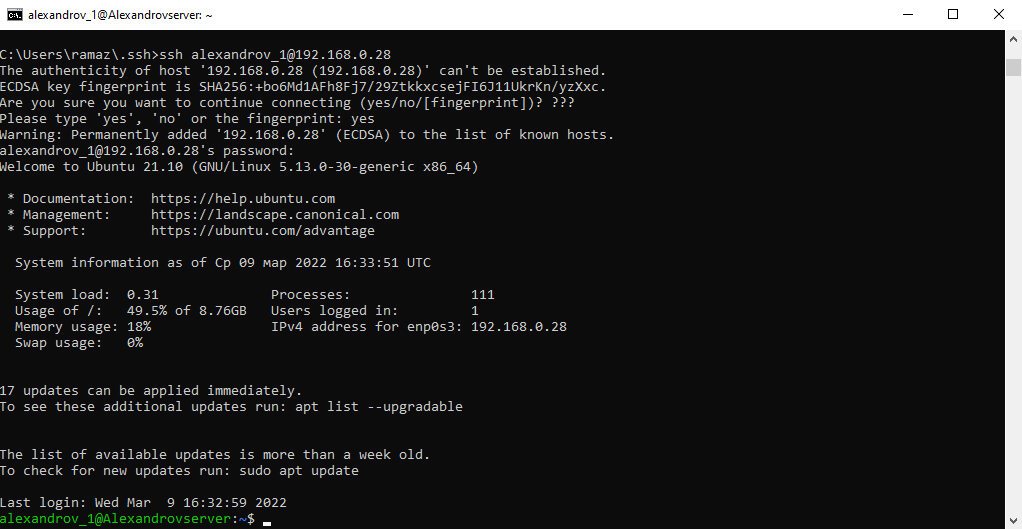 alexandrov_1@Alexandrovserver: ~
C:\Users\ramaz\.ssh>ssh alexandrov_1@192.168.0.28
The authenticity of host '192.168.0.28 (192.168.0.28)' can't be established.
ECDSA key fingerprint is SHA256:+bo6Md1AFh8Fj7/29ZtkkxcsejFI6J11UkrKn/yzXxc.
Are you sure you want to continue connecting (yes/no/[fingerprint])? ???
Please type 'yes', 'no' or the fingerprint: yes
Warning: Permanently added '192.168.0.28' (ECDSA) to the list of known hosts.
alexandrov_1@192.168.0.28's password:
Welcome to Ubuntu 21.10 (GNU/Linux 5.13.0-30-generic x86_64)
* Documentation:  https://help.ubuntu.com
* Management:     https://landscape.canonical.com
* Support:        https://ubuntu.com/advantage
System information as of Ср 09 мар 2022 16:33:51 UTC
System load:  0.31              Processes:               111
Usage of /:   49.5% of 8.76GB   Users logged in:         1
Memory usage: 18%               IPv4 address for enp0s3: 192.168.0.28
Swap usage:   0%
17 updates can be applied immediately.
To see these additional updates run: apt list --upgradable
The list of available updates is more than a week old.
To check for new updates run: sudo apt update
Last login: Wed Mar  9 16:32:59 2022
alexandrov_1@Alexandrovserver:~$